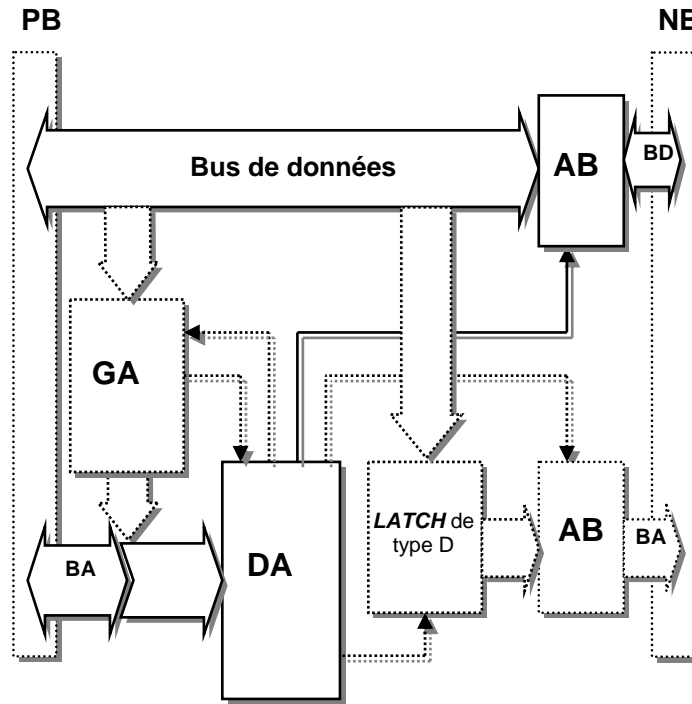 PB
NB
Bus de données
AB
BD
GA
LATCH de
type D
AB
BA
BA
DA